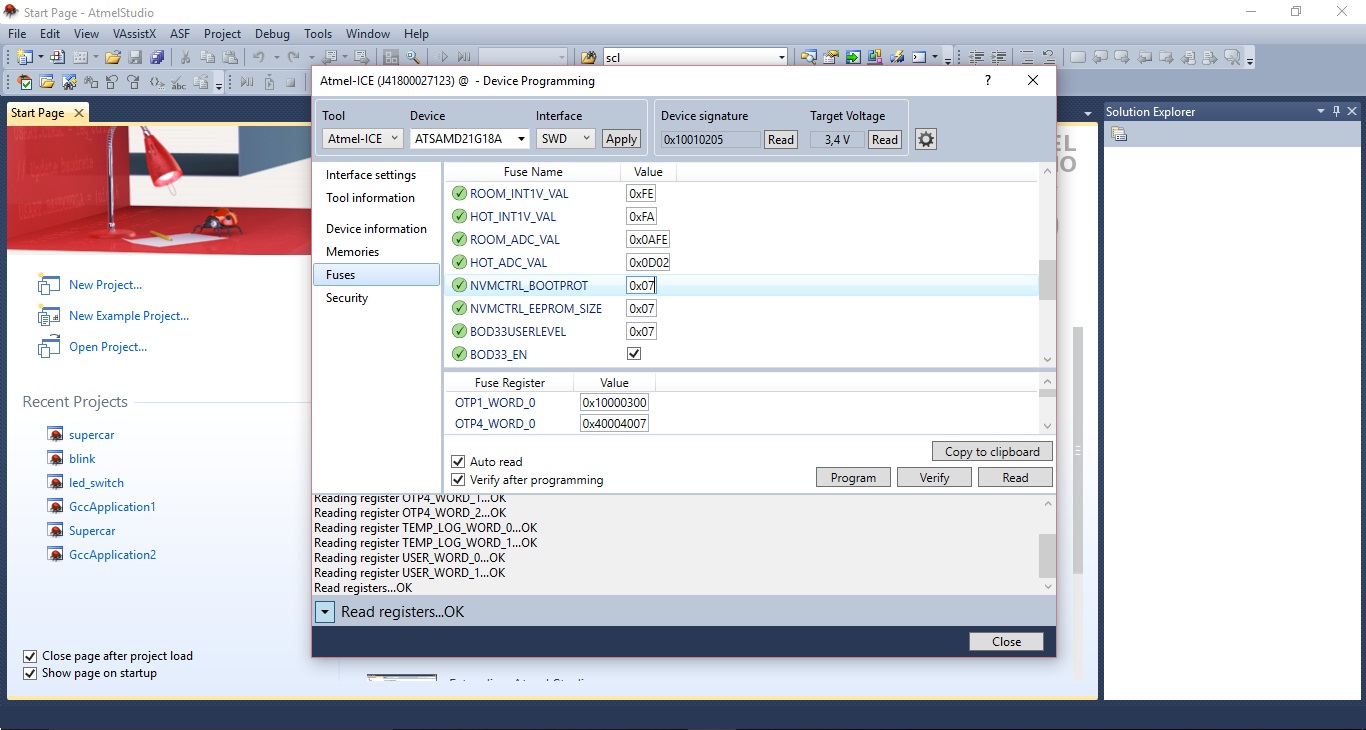 Start Page - AtmelStudio
File Edit View VAssistX ASF Project Debug Tools Window Help
scl
Start Page
Atmel-ICE (J41800027123) @ - Device Programming
?
Tool Device Interface Device signature Target Voltage
Atmel-ICE ATSAMD21G18A SWD Apply 0x10010205 Read 3,4 V Read
Interface settings
Tool information
Device information
Memories
Fuses
Security
Fuse Name Value
ROOM_INT1V_VAL 0xFE
HOT_INT1V_VAL 0xFA
ROOM_ADC_VAL 0x0AFE
HOT_ADC_VAL 0x0D02
NVMCTRL_BOOTPROT 0x07
NVMCTRL_EEPROM_SIZE 0x07
BOD33USERLEVEL 0x07
BOD33_EN
Fuse Register Value
OTP1_WORD_0 0x10000300
OTP4_WORD_0 0x40004007
Auto read
Verify after programming
Copy to clipboard
Program Verify Read
Reading register OTP4_WORD_1...OK
Reading register OTP4_WORD_2...OK
Reading register TEMP_LOG_WORD_0...OK
Reading register TEMP_LOG_WORD_1...OK
Reading register USER_WORD_0...OK
Reading register USER_WORD_1...OK
Read registers...OK
Read registers...OK
Close
New Project...
New Example Project...
Open Project...
Recent Projects
supercar
blink
led_switch
GccApplication1
Supercar
GccApplication2
Close page after project load
Show page on startup
Solution Explorer